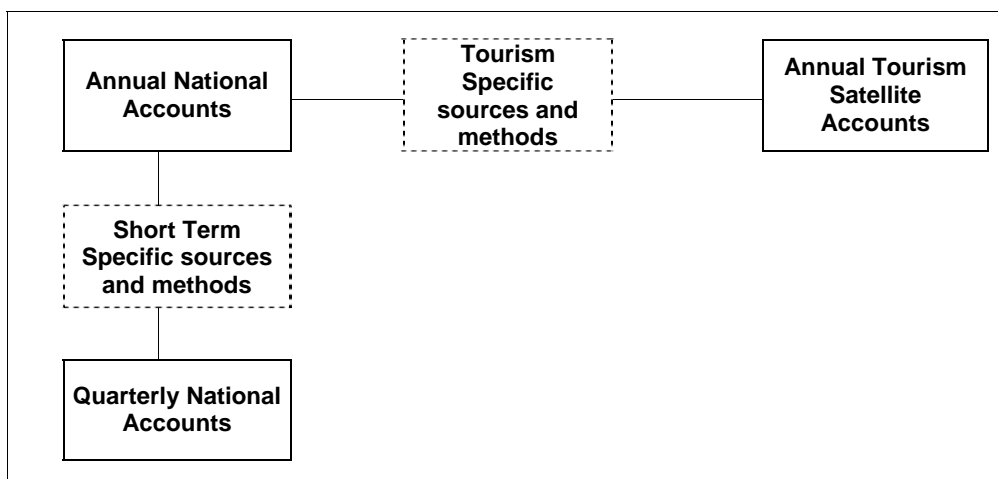 Annual National
Accounts
Tourism
Specific
sources and
methods
Annual Tourism
Satellite
Accounts
Short Term
Specific sources
and methods
Quarterly National
Accounts